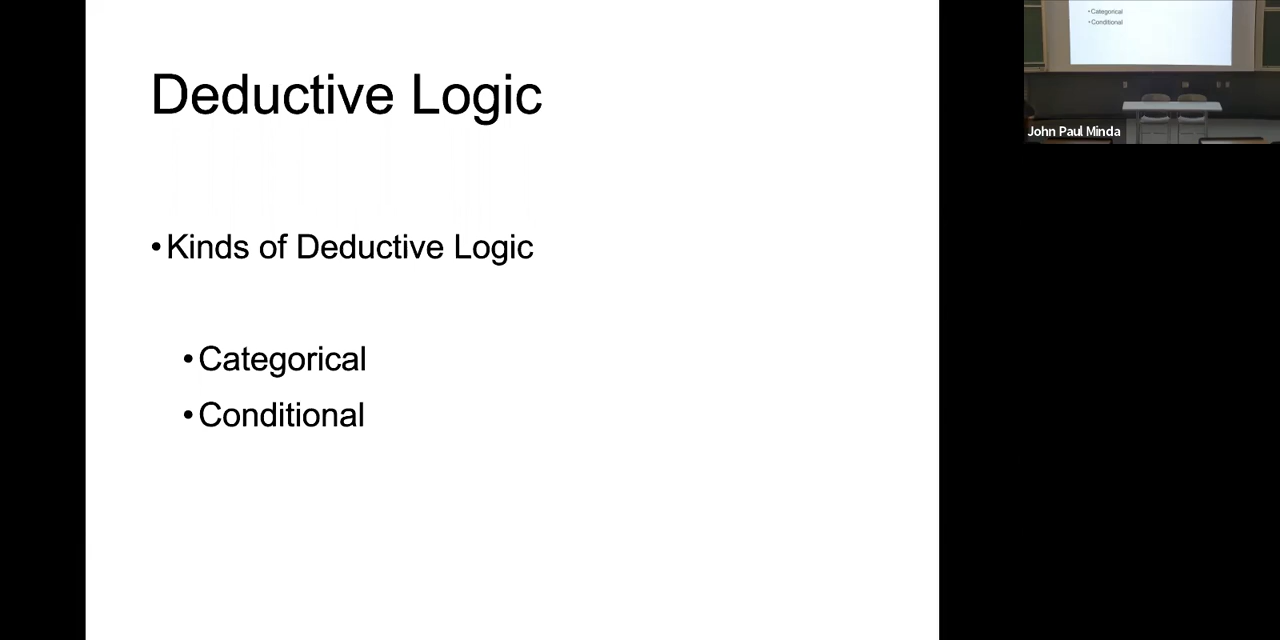 Deductive Logic
•Kinds of Deductive Logic
•Categorical
•Conditional
•Categorical
•Conditional
John Paul Minda